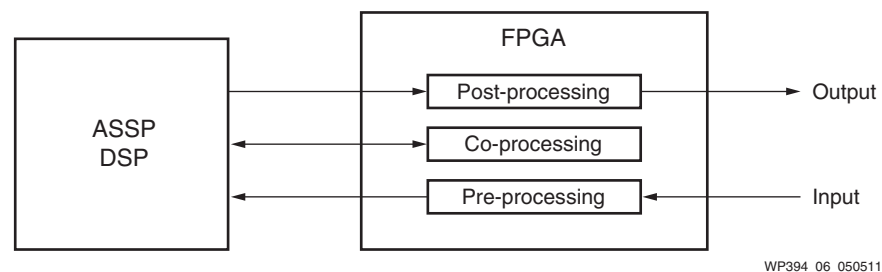 FPGA
ASSP
DSP
Post-processing
Output
Co-processing
Pre-processing
Input
WP394_06_050511